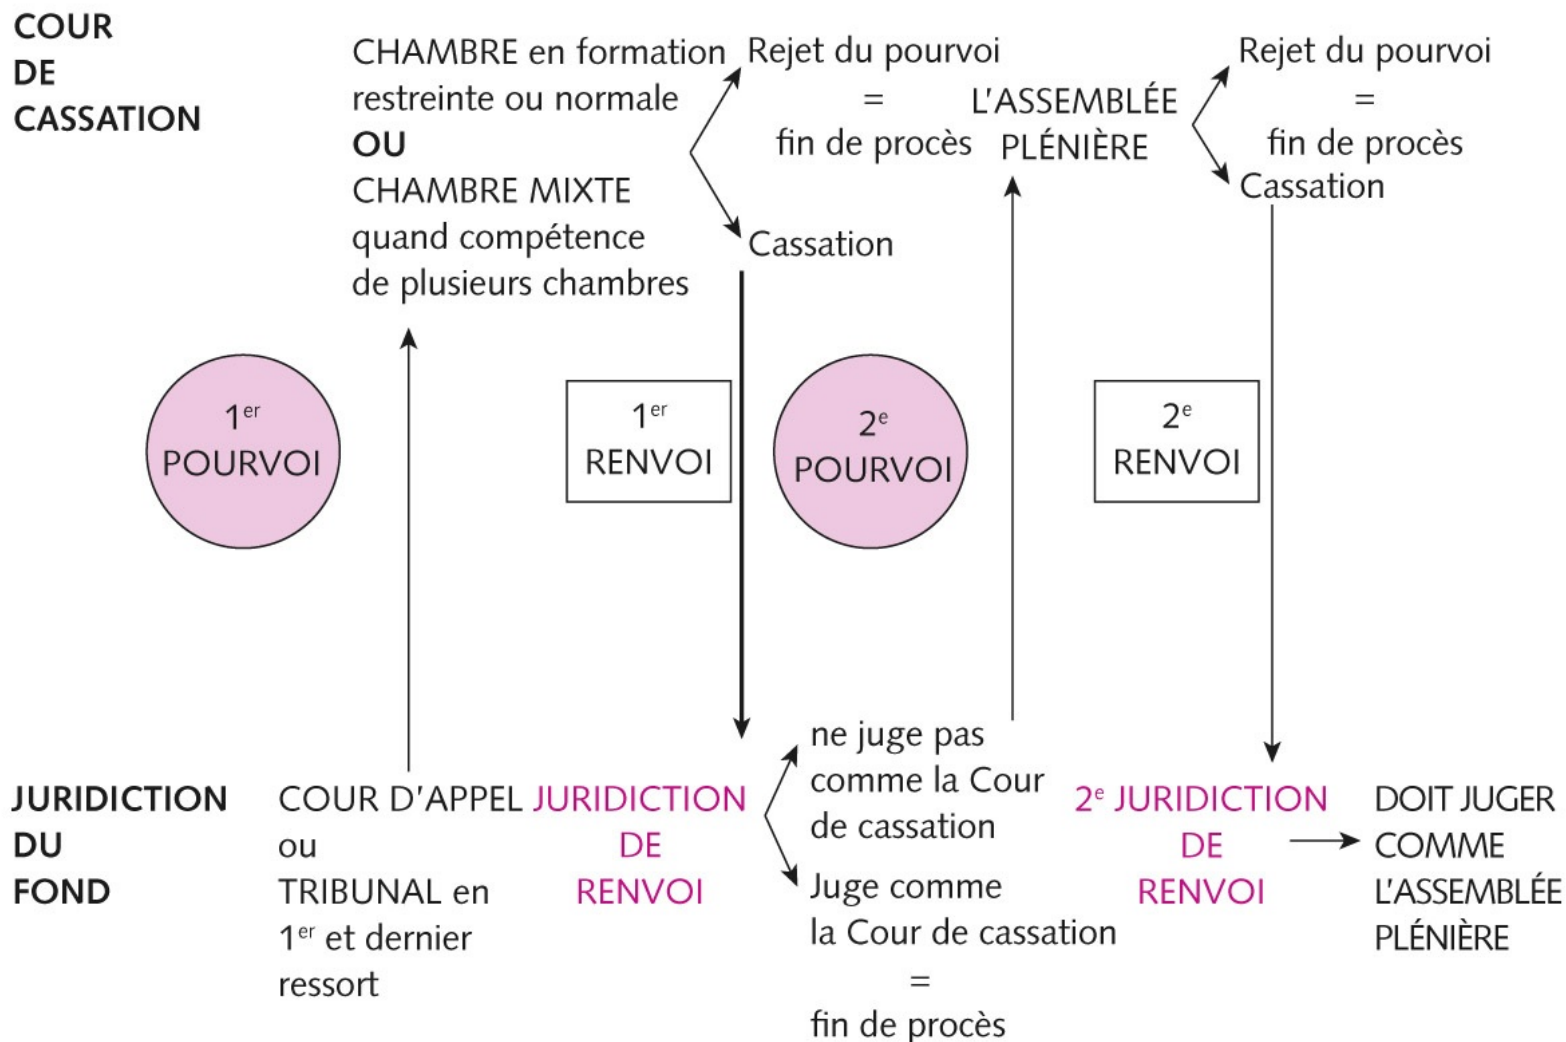 COUR
DE
CASSATION
CHAMBRE en formation
restreinte ou normale
OU
CHAMBRE MIXTE
quand compétence
de plusieurs chambres
Rejet du pourvoi
=
fin de procès
Cassation
L'ASSEMBLÉE
PLÉNIÈRE
Rejet du pourvoi
=
fin de procès
Cassation
1er
POURVOI
1er
RENVOI
2e
POURVOI
2e
RENVOI
JURIDICTION
DU
FOND
COUR D'APPEL
ou
TRIBUNAL en
1er et dernier
ressort
JURIDICTION
DE
RENVOI
ne juge pas
comme la Cour
de cassation
Juge comme
la Cour de cassation
=
fin de procès
2e JURIDICTION
DE
RENVOI
DOIT JUGER
COMME
L'ASSEMBLÉE
PLÉNIÈRE